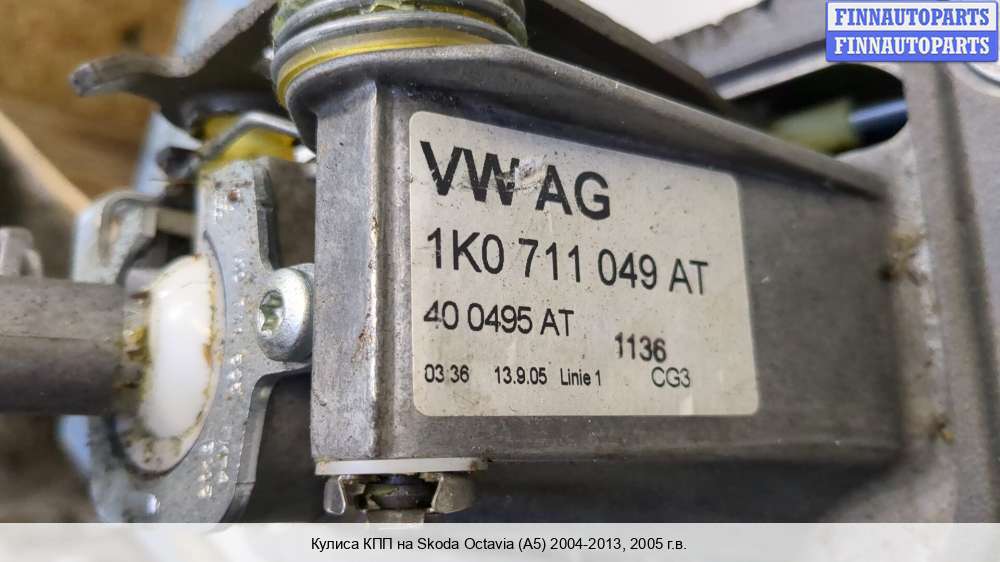 FINNAUTOPARTS
FINNAUTOPARTS
VW AG
1K0 711 049 AT
40 0495 AT
1136
03:36 13.9.05 Linie 1 CG3
Кулиса КПП на Skoda Octavia (A5) 2004-2013, 2005 г.в.